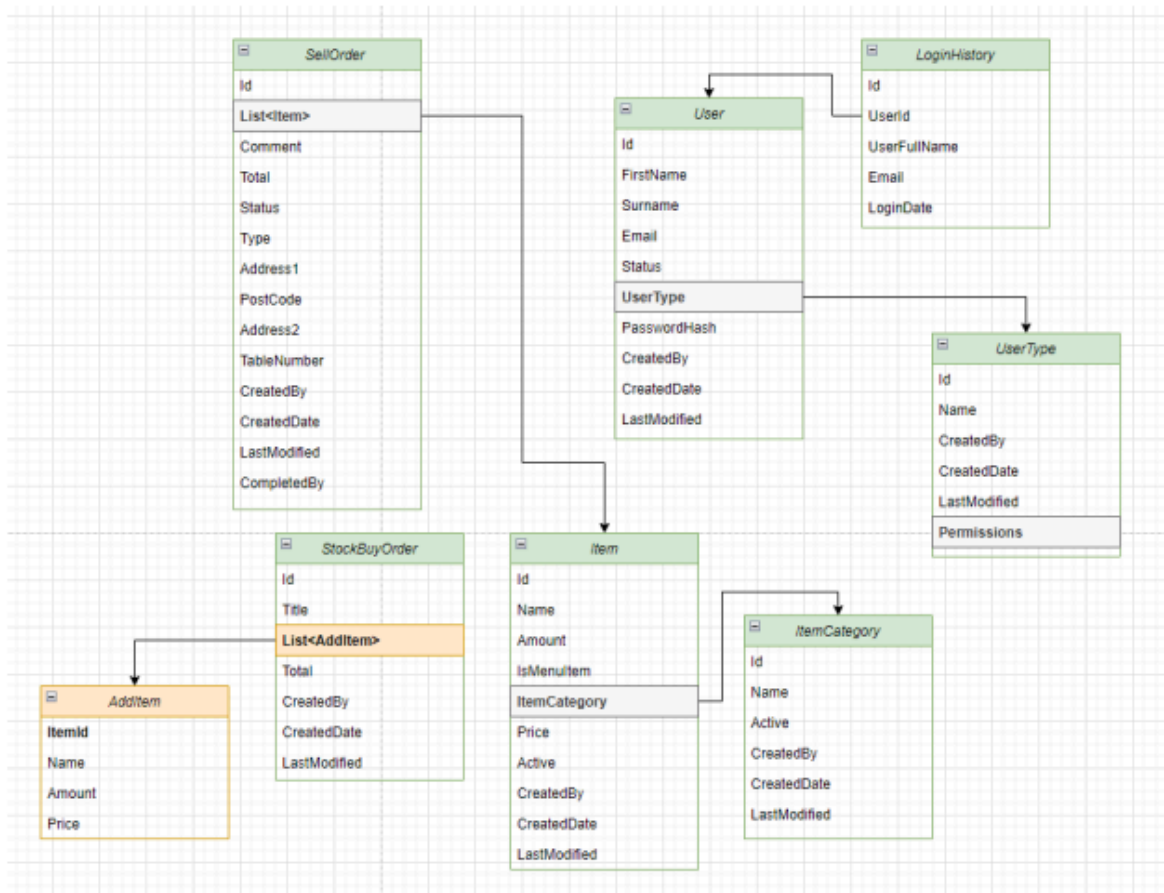 SellOrder
Id
List<Item>
Comment
Total
Status
Type
Address1
PostCode
Address2
TableNumber
CreatedBy
CreatedDate
LastModified
CompletedBy
User
Id
FirstName
Surname
Email
Status
UserType
PasswordHash
CreatedBy
CreatedDate
LastModified
LoginHistory
Id
UserId
UserFullName
Email
LoginDate
UserType
Id
Name
CreatedBy
CreatedDate
LastModified
Permissions
StockBuyOrder
Id
Title
List<AddItem>
Total
CreatedBy
CreatedDate
LastModified
AddItem
ItemId
Name
Amount
Price
Item
Id
Name
Amount
IsMenuItem
ItemCategory
Price
Active
CreatedBy
CreatedDate
LastModified
ItemCategory
Id
Name
Active
CreatedBy
CreatedDate
LastModified